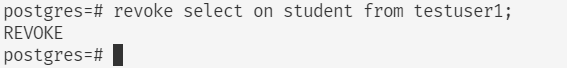 postgres=# revoke select on student from testuser1;
REVOKE
postgres=#